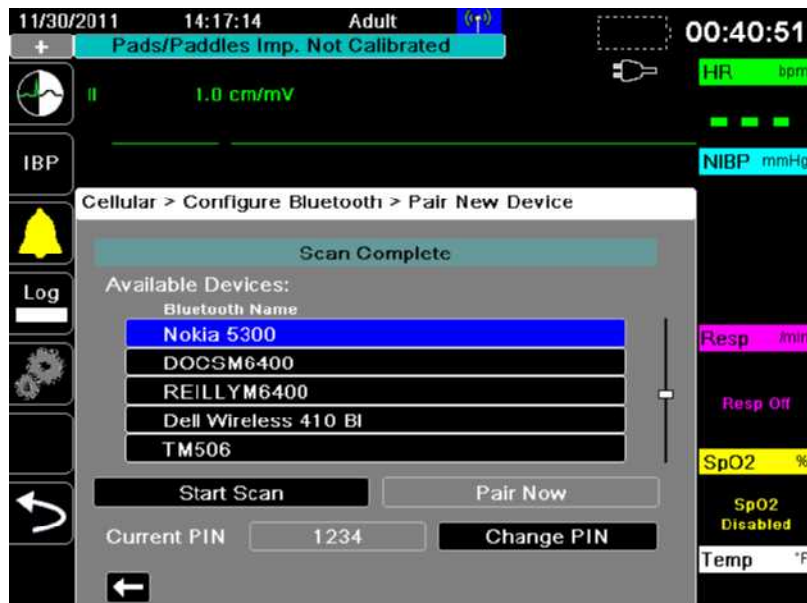 11/30/2011 14:17:14 Adult
Pads/Paddles Imp. Not Calibrated
00:40:51
HR bpm
II 1.0 cm/mV
--- 
IBP
NIBP mmHg
Cellular > Configure Bluetooth > Pair New Device
Scan Complete
Available Devices:
Bluetooth Name
Log
Nokia 5300
DOCSM6400
REILLYM6400
Dell Wireless 410 Bl
TM506
Resp /min
Resp Off
SpO2 %
Start Scan
Pair Now
SpO2
Disabled
Current PIN 1234 Change PIN
Temp °F